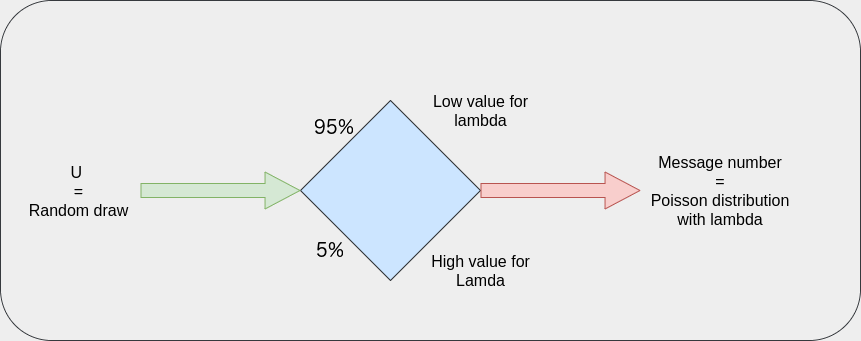 U
=
Random draw
95%
5%
Low value for
lambda
High value for
Lamda
Message number
=
Poisson distribution
with lambda